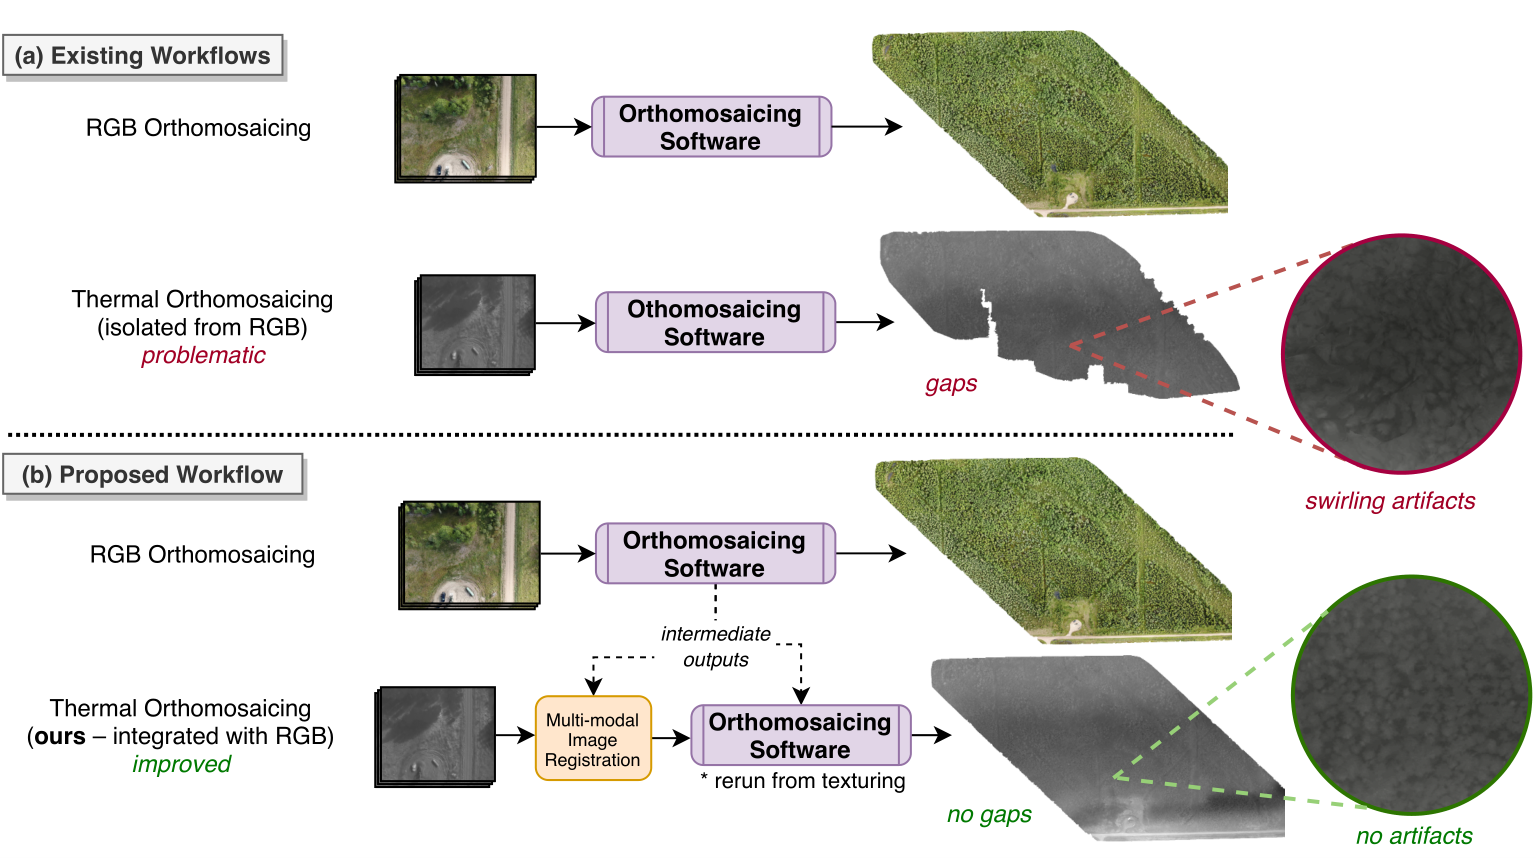 (a) Existing Workflows
RGB Orthomosaicing
Orthomosaicing
Software
Thermal Orthomosaicing
(isolated from RGB)
problematic
Othomosaicing
Software
gaps
swirling artifacts
(b) Proposed Workflow
RGB Orthomosaicing
Orthomosaicing
Software
intermediate
outputs
Thermal Orthomosaicing
(ours – integrated with RGB)
improved
Multi-modal
Image
Registration
Orthomosaicing
Software
* rerun from texturing
no gaps
no artifacts